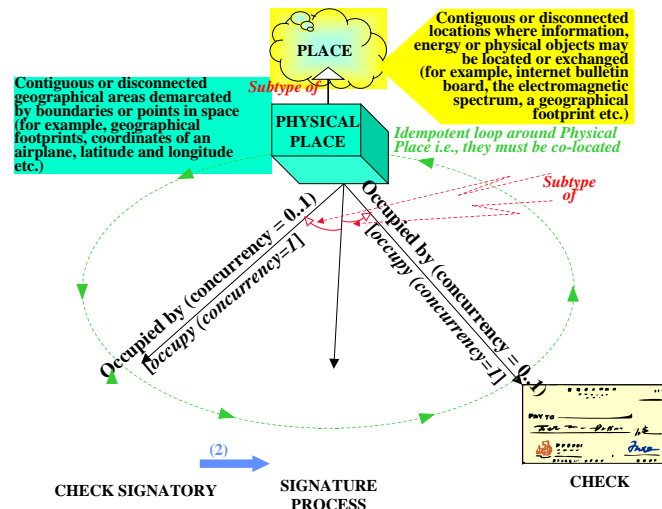 PLACE
Contiguous or disconnected
locations where information,
energy or physical objects may
be located or exchanged
(for example, internet bulletin
board, the electromagnetic
spectrum, a geographical
footprint etc.)
Subtype of
Contiguous or disconnected
geographical areas demarcated
by boundaries or points in space
(for example, geographical
footprints, coordinates of an
airplane, latitude and longitude
etc.)
PHYSICAL
PLACE
Idempotent loop around Physical
Place i.e., they must be co-located
Subtype
of
Occupied by (concurrency = 0..1)
[occupy (concurrency=1]
Occupied by (concurrency = 0..1)
[occupy (concurrency=1]
PAY TO
(2)
CHECK SIGNATORY
SIGNATURE
PROCESS
CHECK